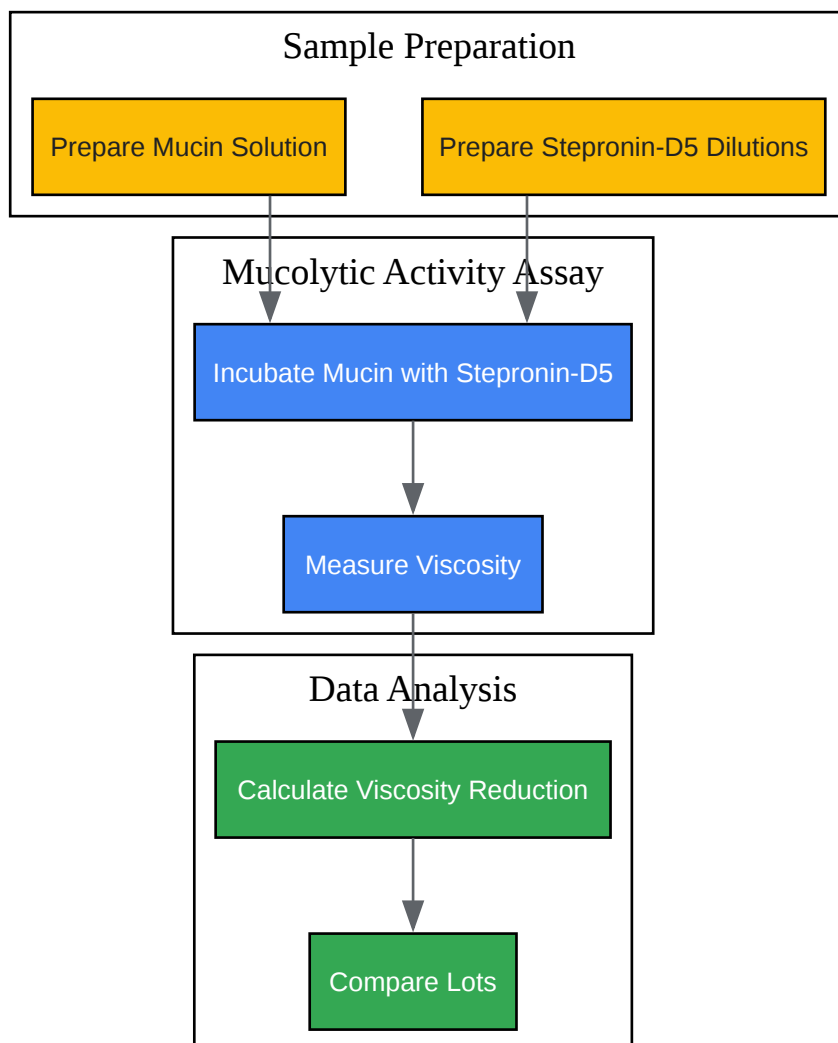 Sample Preparation
Prepare Mucin Solution
Prepare Stepronin-D5 Dilutions
Mucolytic Activity Assay
Incubate Mucin with Stepronin-D5
Measure Viscosity
Data Analysis
Calculate Viscosity Reduction
Compare Lots